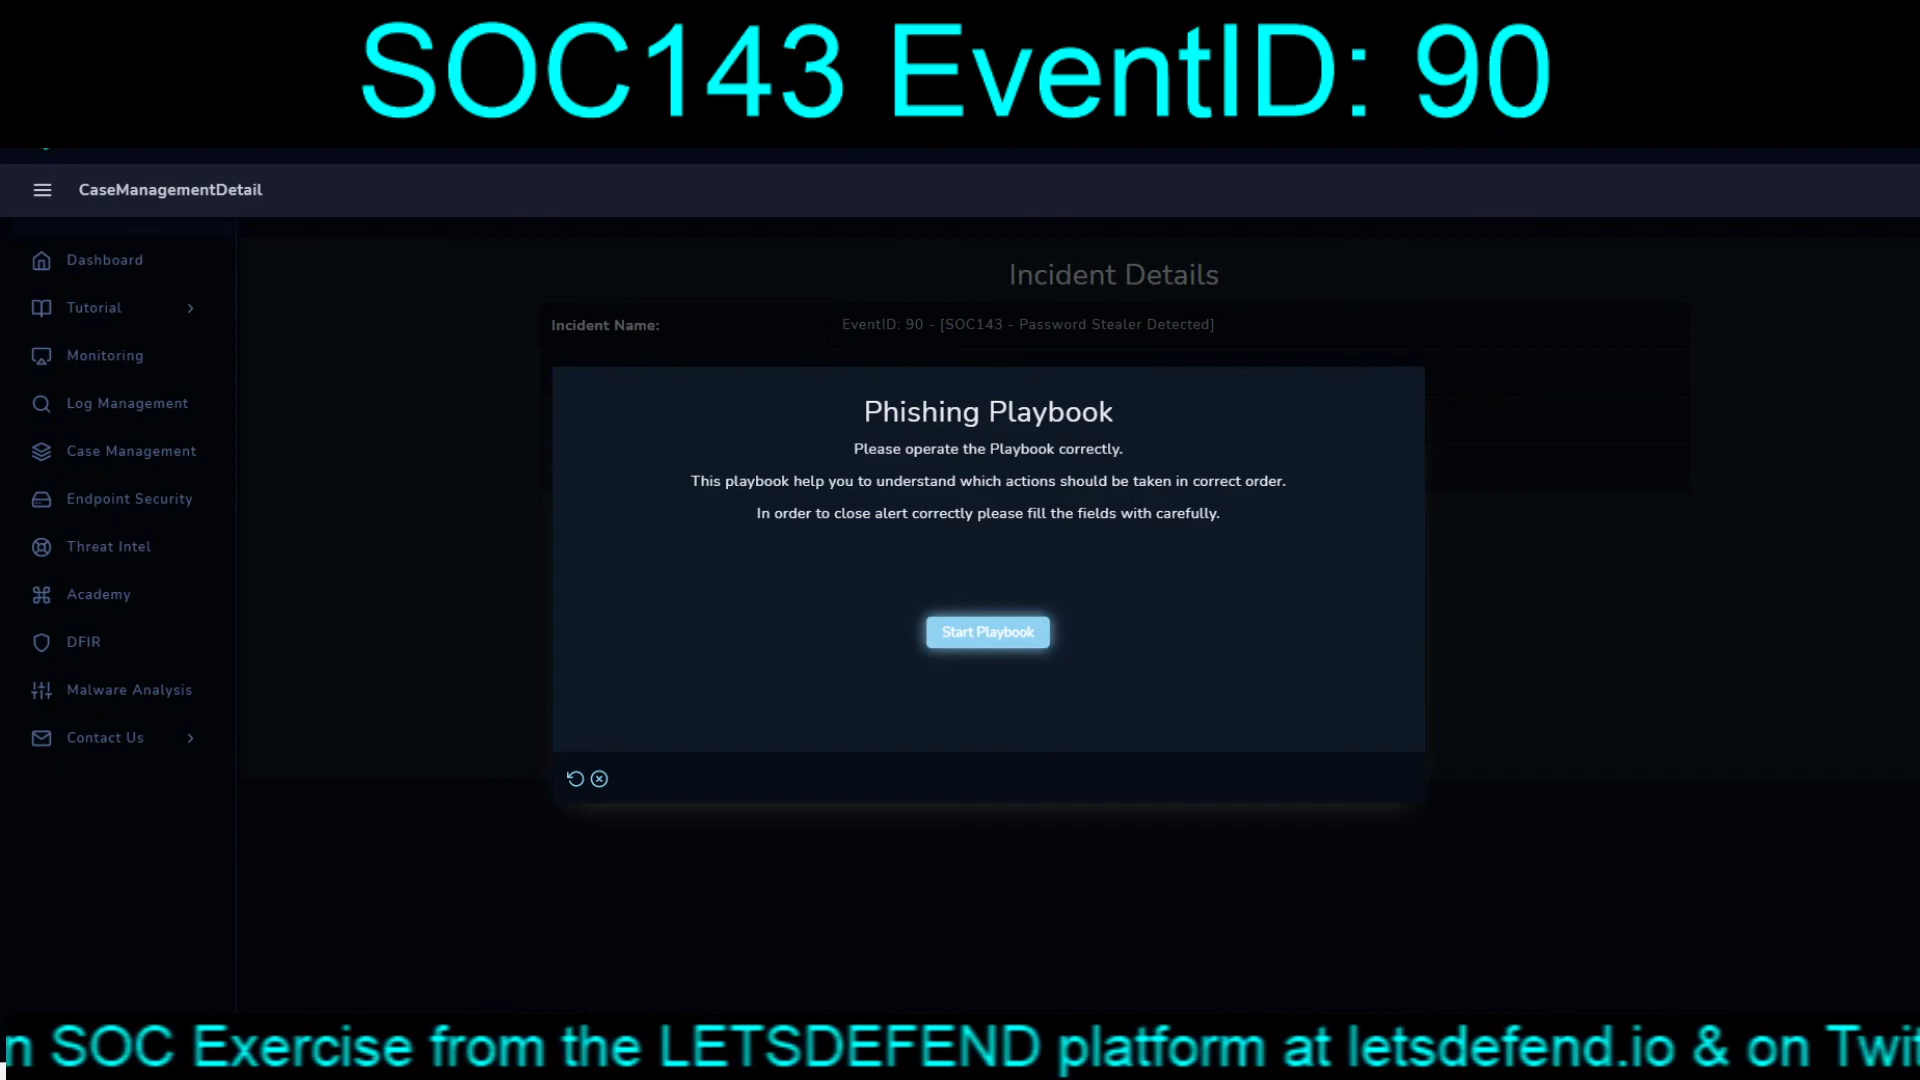 SOC143 EventID: 90
CaseManagementDetail
Dashboard
Tutorial
Monitoring
Log Management
Case Management
Endpoint Security
Threat Intel
Academy
DFIR
Malware Analysis
Contact Us
Incident Details
Incident Name: EventID: 90 - [SOC143 - Password Stealer Detected]
Phishing Playbook
Please operate the Playbook correctly.
This playbook help you to understand which actions should be taken in correct order.
In order to close alert correctly please fill the fields with carefully.
Start Playbook
n SOC Exercise from the LETSDEFEND platform at letsdefend.io & on Twit